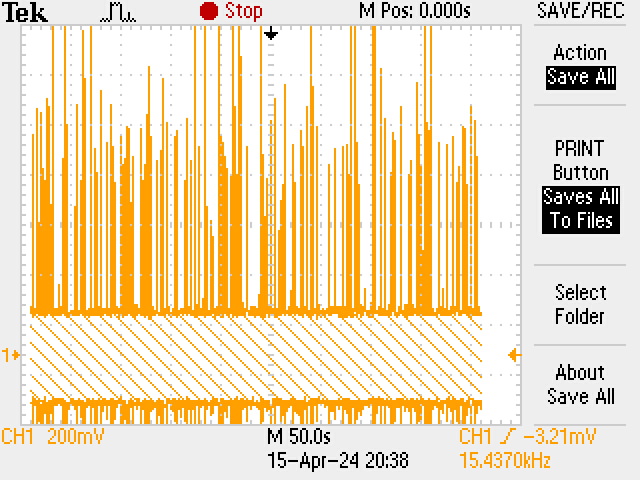 Tek Stop M Pos: 0.000s SAVE/REC
Action
Save All
PRINT
Button
Saves All
To Files
Select
Folder
About
Save All
1
CH1 200mV M 50.0s CH1 -3.21mV
15-Apr-24 20:38 15.4370kHz